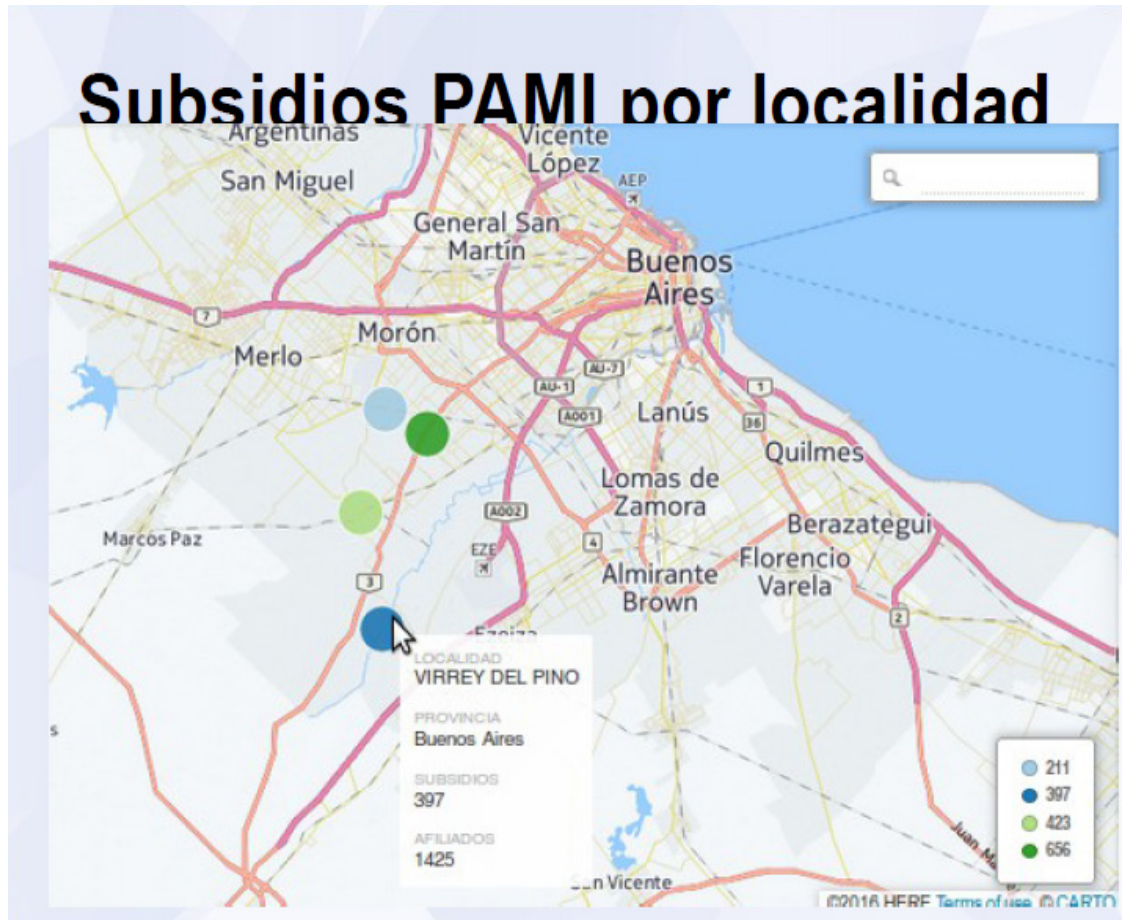 Subsidios PAMI por localidad
Argentinas
Vicente
López
San Miguel
AEP
General San
Martín
Buenos
Aires
7
Morón
Merlo
AU-7
AU-1
1
A001
Lanús
36
Quilmes
Lomas de
Zamora
A002
Berazategui
Marcos Paz
EZE
4
Florencio
Varela
3
Almirante
Brown
2
Ezeiza
LOCALIDAD
VIRREY DEL PINO
PROVINCIA
Buenos Aires
SUBSIDIOS
397
AFILIADOS
1425
211
397
423
656
Juan
©2016 HERE Terms of use © CARTO